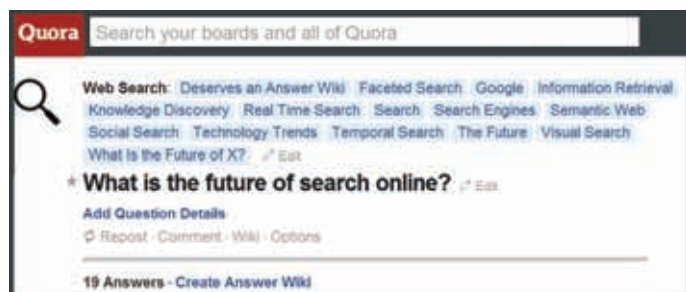 Quora Search your boards and all of Quora
Web Search: Deserves an Answer Wiki Faceted Search Google Information Retrieval
Knowledge Discovery Real Time Search Search Search Engines Semantic Web
Social Search Technology Trends Temporal Search The Future Visual Search
What Is the Future of X? Edit
What is the future of search online? Edit
Add Question Details
Repost · Comment · Wiki · Options
19 Answers · Create Answer Wiki